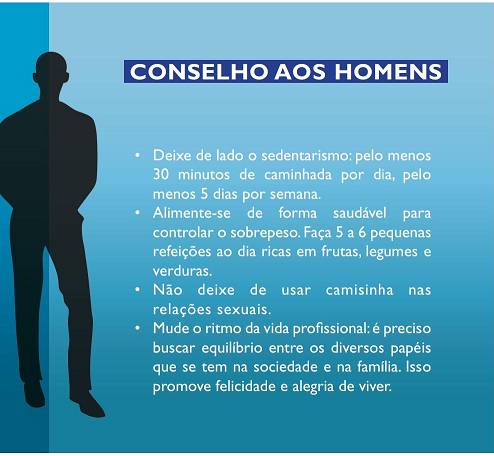 CONSELHO AOS HOMENS
• Deixe de lado o sedentarismo: pelo menos
30 minutos de caminhada por dia, pelo
menos 5 dias por semana.
• Alimente-se de forma saudável para
controlar o sobrepeso. Faça 5 a 6 pequenas
refeições ao dia ricas em frutas, legumes e
verduras.
• Não deixe de usar camisinha nas
relações sexuais.
• Mude o ritmo da vida profissional: é preciso
buscar equilíbrio entre os diversos papéis
que se tem na sociedade e na família. Isso
promove felicidade e alegria de viver.